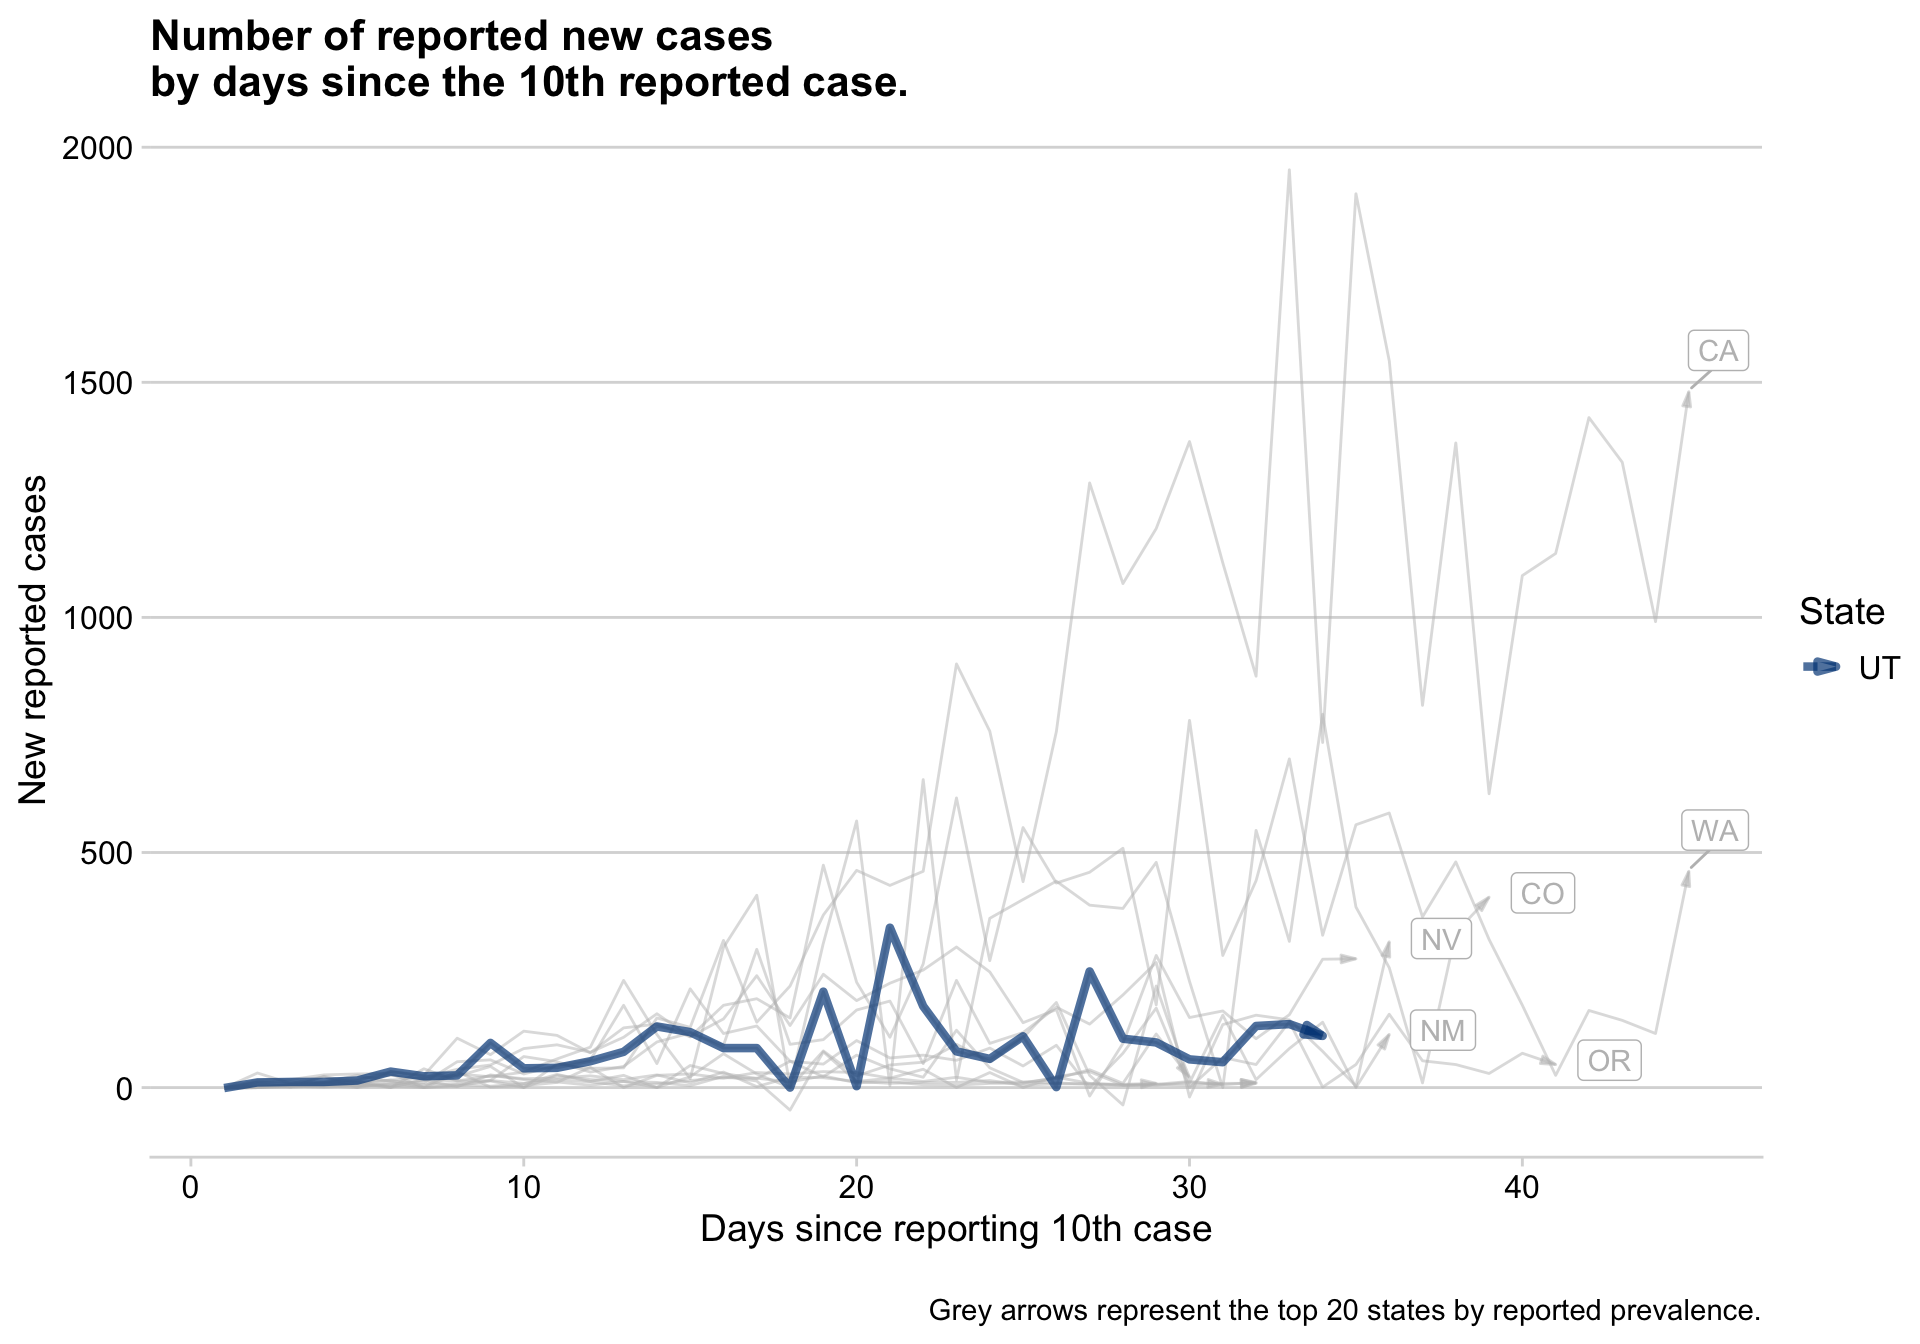 Number of reported new cases
by days since the 10th reported case.
2000
1500
1000
500
0
New reported cases
CA
WA
CO
NV
NM
OR
State
UT
0 10 20 30 40
Days since reporting 10th case
Grey arrows represent the top 20 states by reported prevalence.